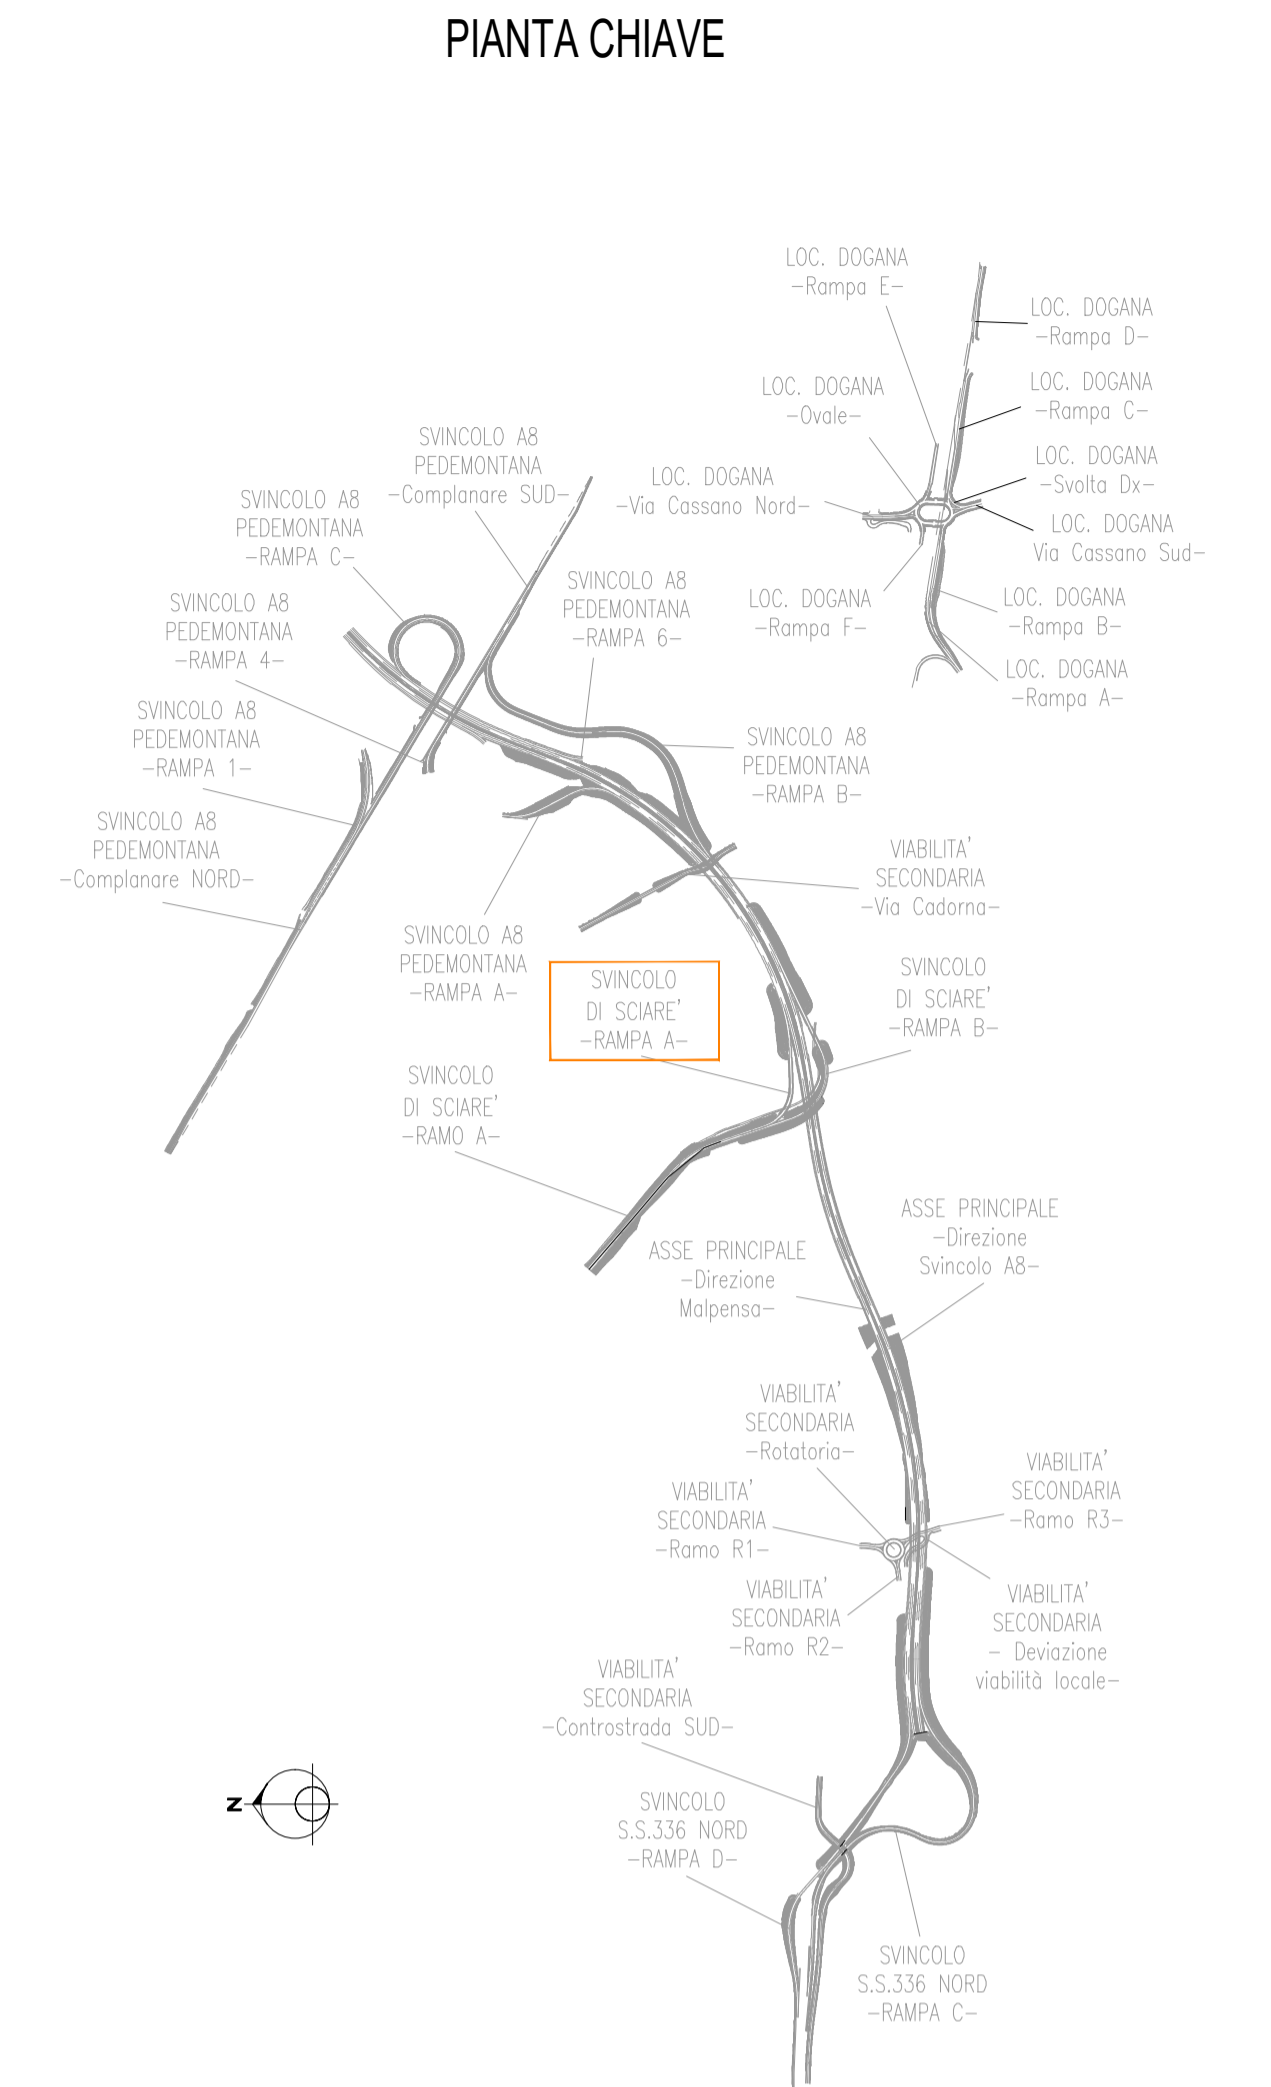 PIANTA CHIAVE
LOC. DOGANA
-Rampa E-
LOC. DOGANA
-Rampa D-
LOC. DOGANA
-Ovale-
LOC. DOGANA
-Rampa C-
SVINCOLO A8
PEDEMONTANA
-Complanare SUD-
LOC. DOGANA
-Svolta Dx-
LOC. DOGANA
-Via Cassano Nord-
SVINCOLO A8
PEDEMONTANA
-RAMPA C-
LOC. DOGANA
Via Cassano Sud-
SVINCOLO A8
PEDEMONTANA
-RAMPA 6-
LOC. DOGANA
-Rampa F-
LOC. DOGANA
-Rampa B-
SVINCOLO A8
PEDEMONTANA
-RAMPA 4-
LOC. DOGANA
-Rampa A-
SVINCOLO A8
PEDEMONTANA
-RAMPA 1-
SVINCOLO A8
PEDEMONTANA
-RAMPA B-
SVINCOLO A8
PEDEMONTANA
-Complanare NORD-
VIABILITA'
SECONDARIA
-Via Cadorna-
SVINCOLO A8
PEDEMONTANA
-RAMPA A-
SVINCOLO
DI SCIARE'
-RAMPA A-
SVINCOLO
DI SCIARE'
-RAMPA B-
SVINCOLO
DI SCIARE'
-RAMO A-
ASSE PRINCIPALE
-Direzione
Svincolo A8-
ASSE PRINCIPALE
-Direzione
Malpensa-
VIABILITA'
SECONDARIA
-Rotatoria-
VIABILITA'
SECONDARIA
-Ramo R3-
VIABILITA'
SECONDARIA
-Ramo R1-
VIABILITA'
SECONDARIA
-Ramo R2-
VIABILITA'
SECONDARIA
- Deviazione
viabilità locale-
VIABILITA'
SECONDARIA
-Controstrada SUD-
N
SVINCOLO
S.S.336 NORD
-RAMPA D-
SVINCOLO
S.S.336 NORD
-RAMPA C-